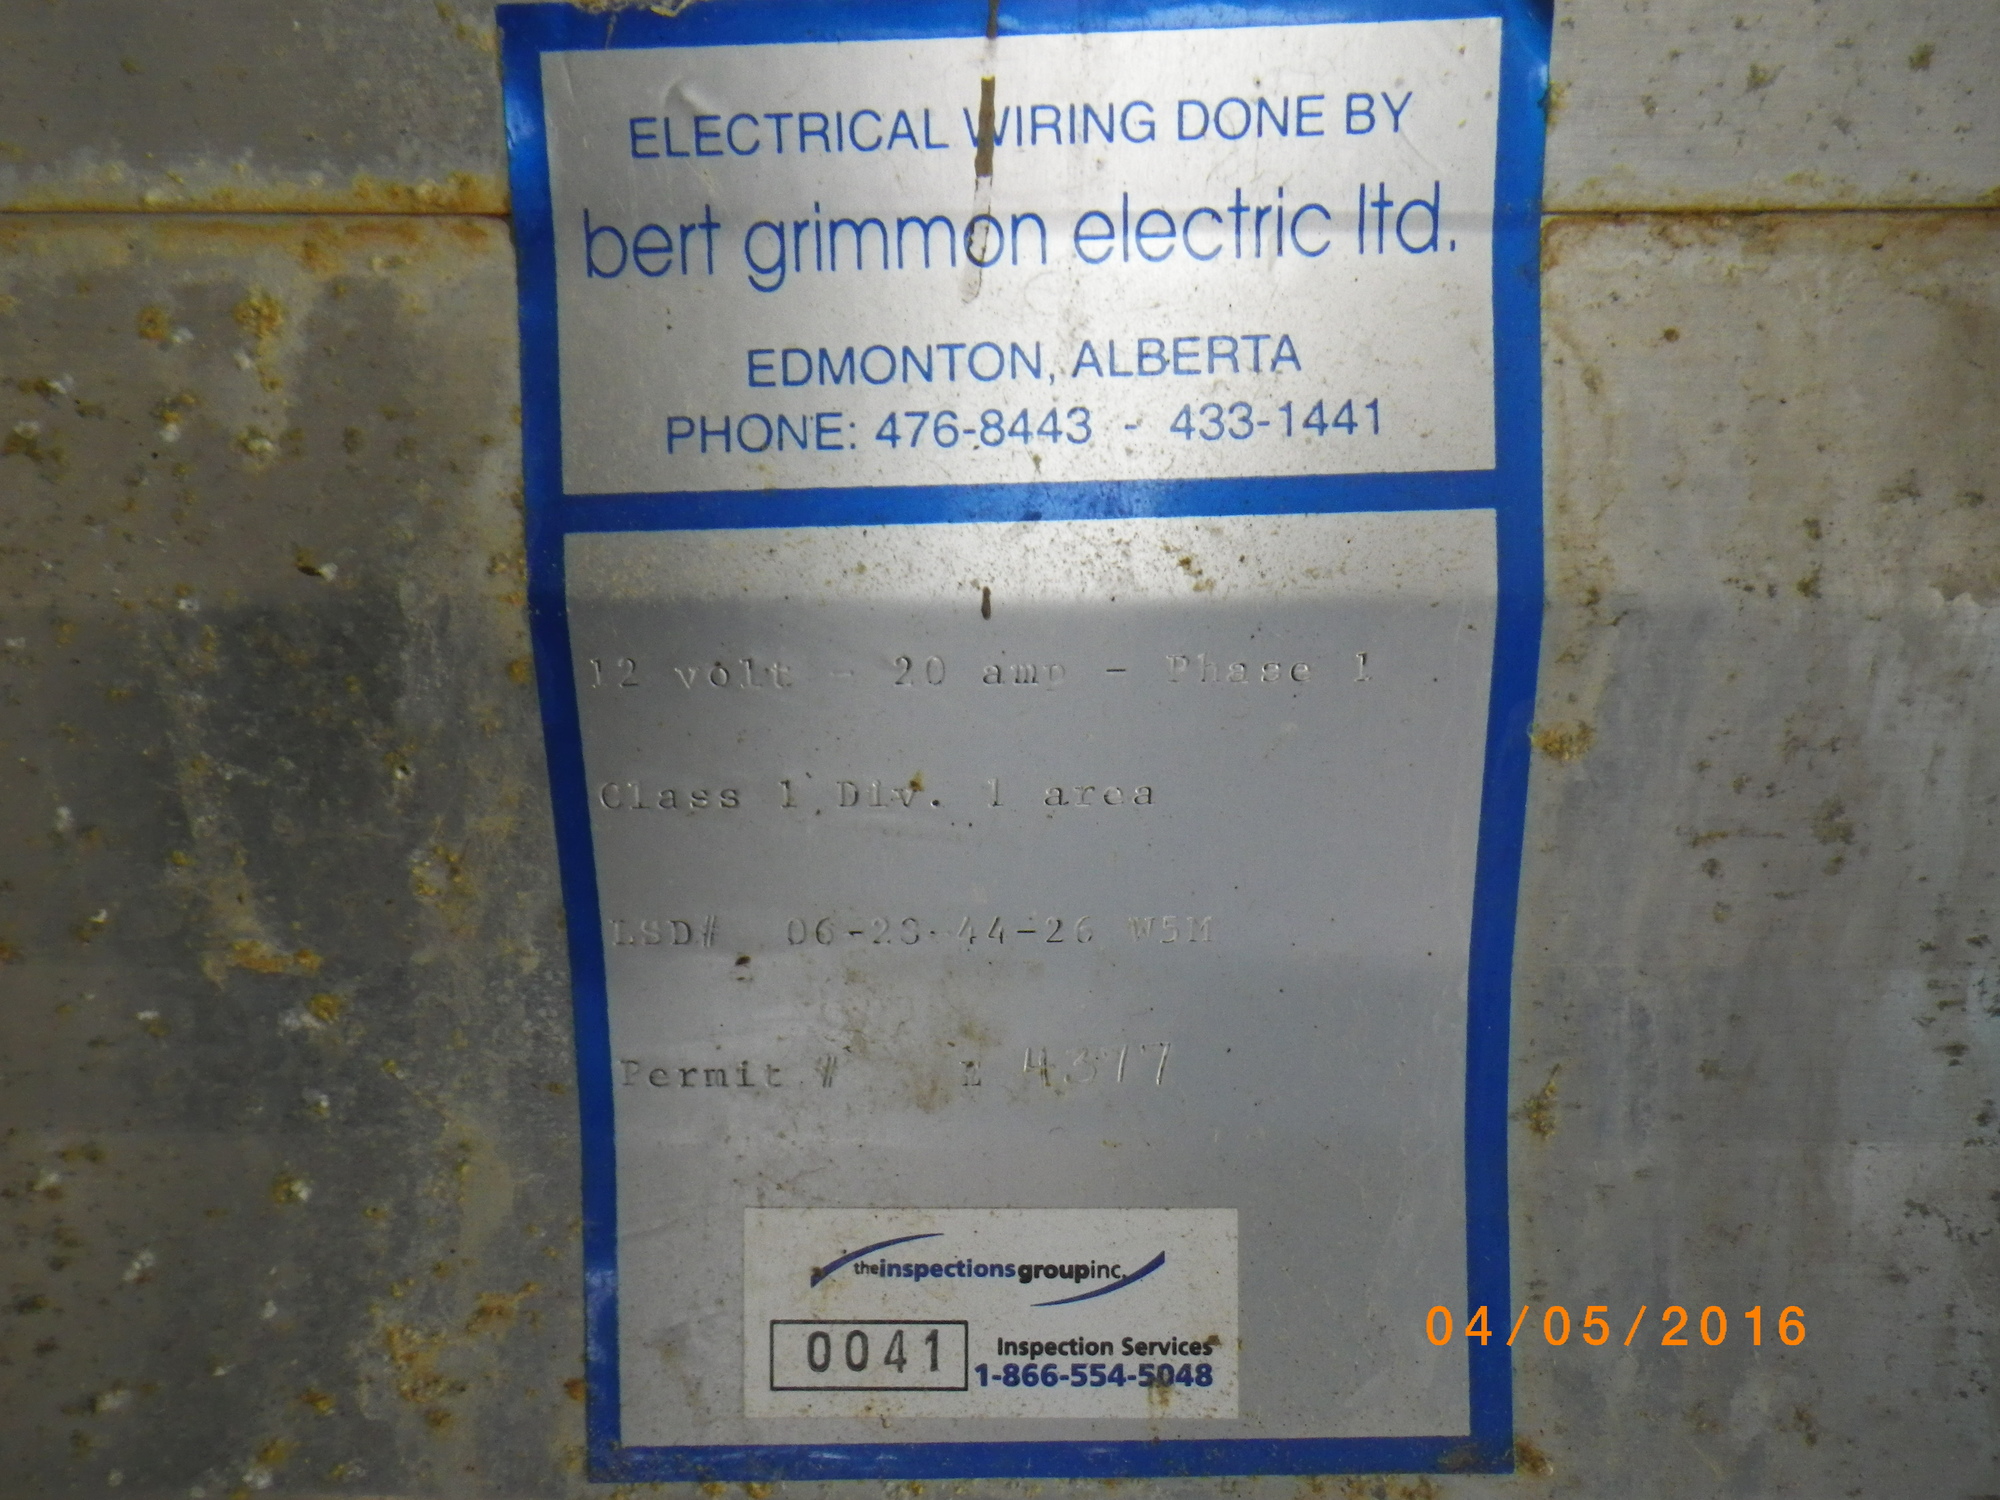 ELECTRICAL WIRING DONE BY
bert grimmon electric ltd.
EDMONTON, ALBERTA
PHONE: 476-8443 - 433-1441
12 volt - 20 amp - Phase 1
Class 1 Div. 1 area
LSD# 06-23-44-26 W5M
Permit # E 4377
theinspectionsgroupinc.
0041 Inspection Services
1-866-554-5048
04/05/2016